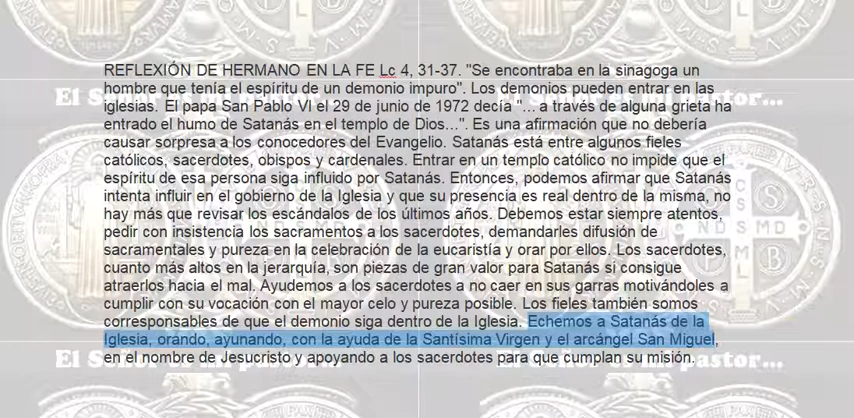 REFLEXIÓN DE HERMANO EN LA FE Lc 4, 31-37. "Se encontraba en la sinagoga un
hombre que tenía el espíritu de un demonio impuro". Los demonios pueden entrar en las
iglesias. El papa San Pablo VI el 29 de junio de 1972 decía "... a través de alguna grieta ha
entrado el humo de Satanás en el templo de Dios...". Es una afirmación que no debería
causar sorpresa a los conocedores del Evangelio. Satanás está entre algunos fieles
católicos, sacerdotes, obispos y cardenales. Entrar en un templo católico no impide que el
espíritu de esa persona siga influido por Satanás. Entonces, podemos afirmar que Satanás
intenta influir en el gobierno de la Iglesia y que su presencia es real dentro de la misma, no
hay más que revisar los escándalos de los últimos años. Debemos estar siempre atentos,
pedir con insistencia los sacramentos a los sacerdotes, demandarles difusión de
sacramentales y pureza en la celebración de la eucaristía y orar por ellos. Los sacerdotes,
cuanto más altos en la jerarquía, son piezas de gran valor para Satanás si consigue
atraerlos hacia el mal. Ayudemos a los sacerdotes a no caer en sus garras motivándoles a
cumplir con su vocación con el mayor celo y pureza posible. Los fieles también somos
corresponsables de que el demonio siga dentro de la Iglesia. Echemos a Satanás de la
Iglesia, orando, ayunando, con la ayuda de la Santísima Virgen y el arcángel San Miguel,
en el nombre de Jesucristo y apoyando a los sacerdotes para que cumplan su misión.
El Señor es mi pastor...
El Señor es mi pastor...